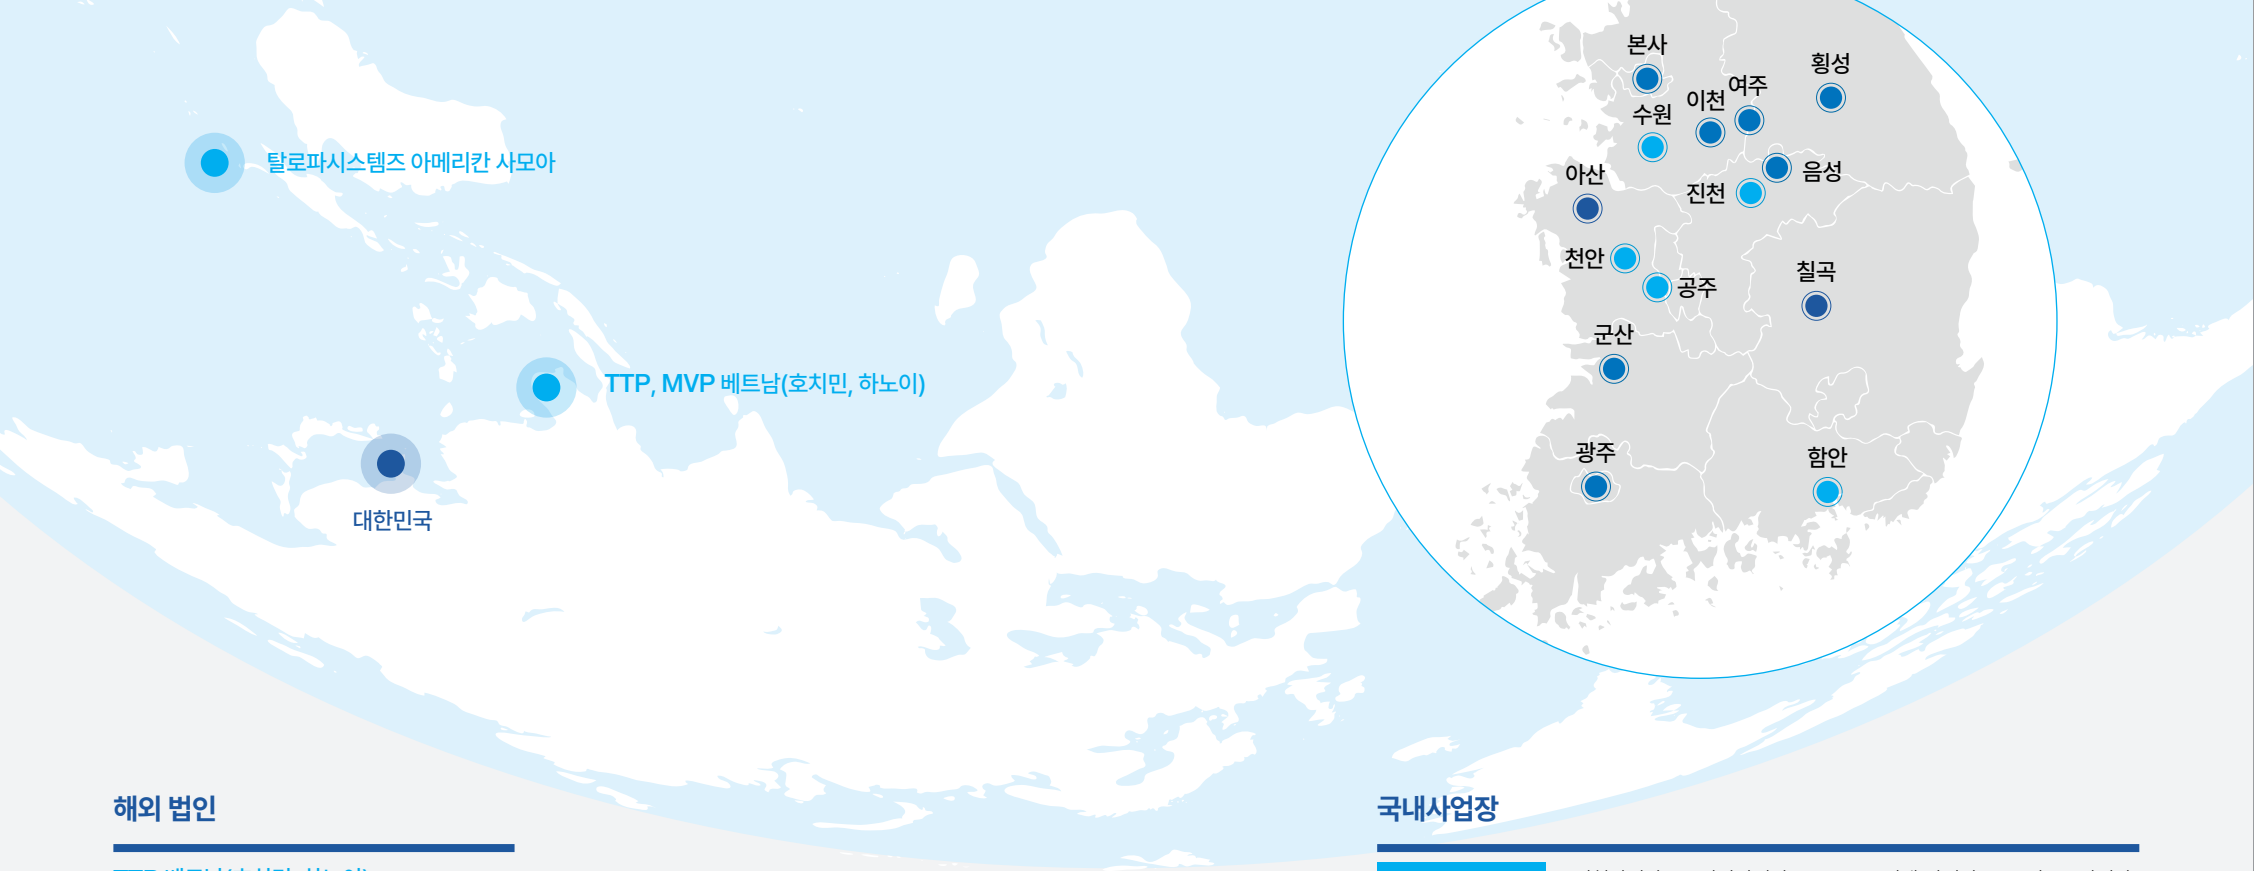 본사
횡성
여주
이천
수원
음성
진천
아산
천안
공주
칠곡
군산
광주
함안
탈로파시스템즈 아메리칸 사모아
TTP, MVP 베트남(호치민, 하노이)
대한민국
해외 법인
국내사업장